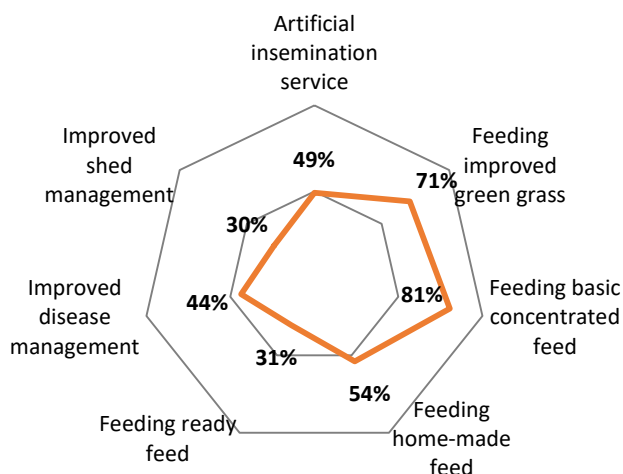 Artificial
insemination
service
49%
Feeding
improved
green grass
71%
Feeding basic
concentrated
feed
81%
Feeding
home-made
feed
54%
Feeding ready
feed
31%
Improved
disease
management
44%
Improved
shed
management
30%